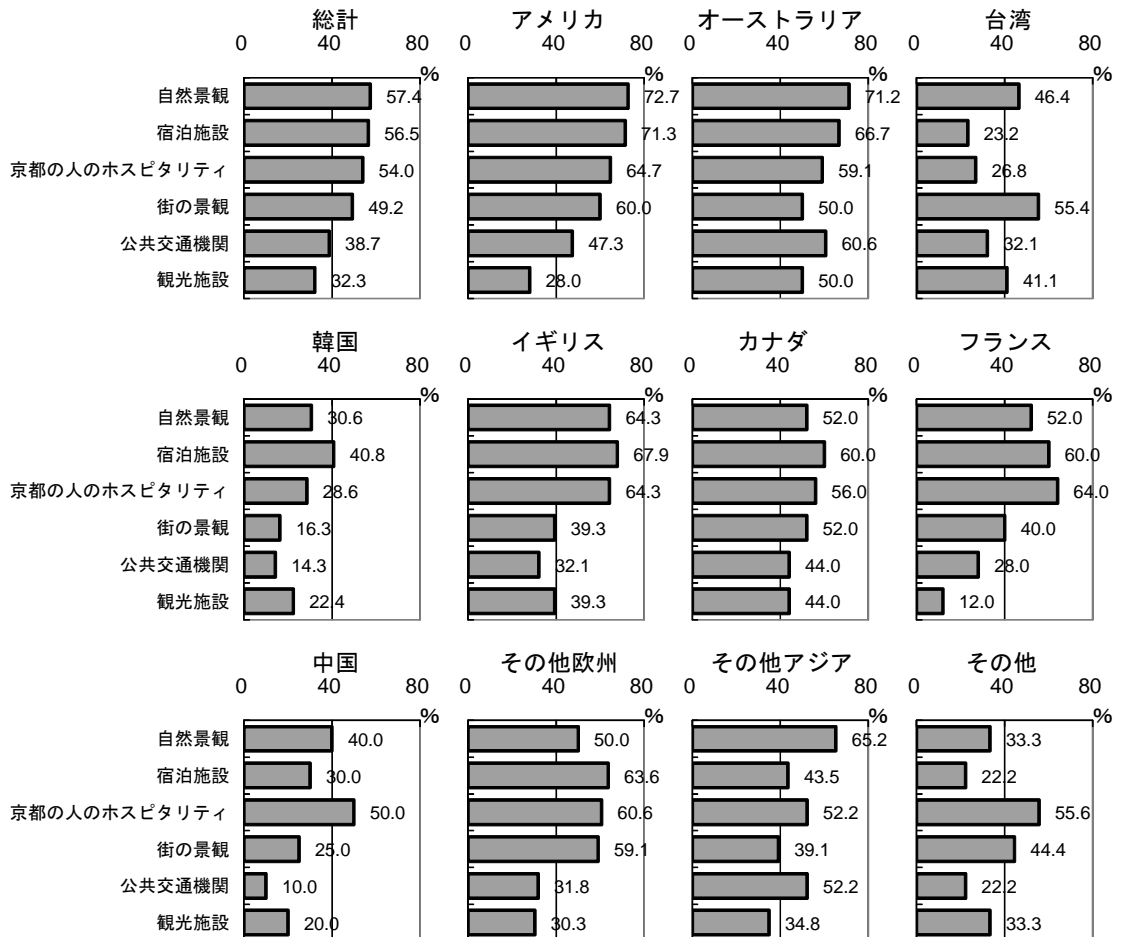 総計 アメリカ オーストラリア 台湾
0 40 80 0 40 80 0 40 80 0 40 80
% % % %
自然景観 57.4 72.7 71.2 46.4
宿泊施設 56.5 71.3 66.7 23.2
京都の人のホスピタリティ 54.0 64.7 59.1 26.8
街の景観 49.2 60.0 50.0 55.4
公共交通機関 38.7 47.3 60.6 32.1
観光施設 32.3 28.0 50.0 41.1
韓国 イギリス カナダ フランス
0 40 80 0 40 80 0 40 80 0 40 80
% % % %
自然景観 30.6 64.3 52.0 52.0
宿泊施設 40.8 67.9 60.0 60.0
京都の人のホスピタリティ 28.6 64.3 56.0 64.0
街の景観 16.3 39.3 52.0 40.0
公共交通機関 14.3 32.1 44.0 28.0
観光施設 22.4 39.3 44.0 12.0
中国 その他欧州 その他アジア その他
0 40 80 0 40 80 0 40 80 0 40 80
% % % %
自然景観 40.0 50.0 65.2 33.3
宿泊施設 30.0 63.6 43.5 22.2
京都の人のホスピタリティ 50.0 60.6 52.2 55.6
街の景観 25.0 59.1 39.1 44.4
公共交通機関 10.0 31.8 52.2 22.2
観光施設 20.0 30.3 34.8 33.3